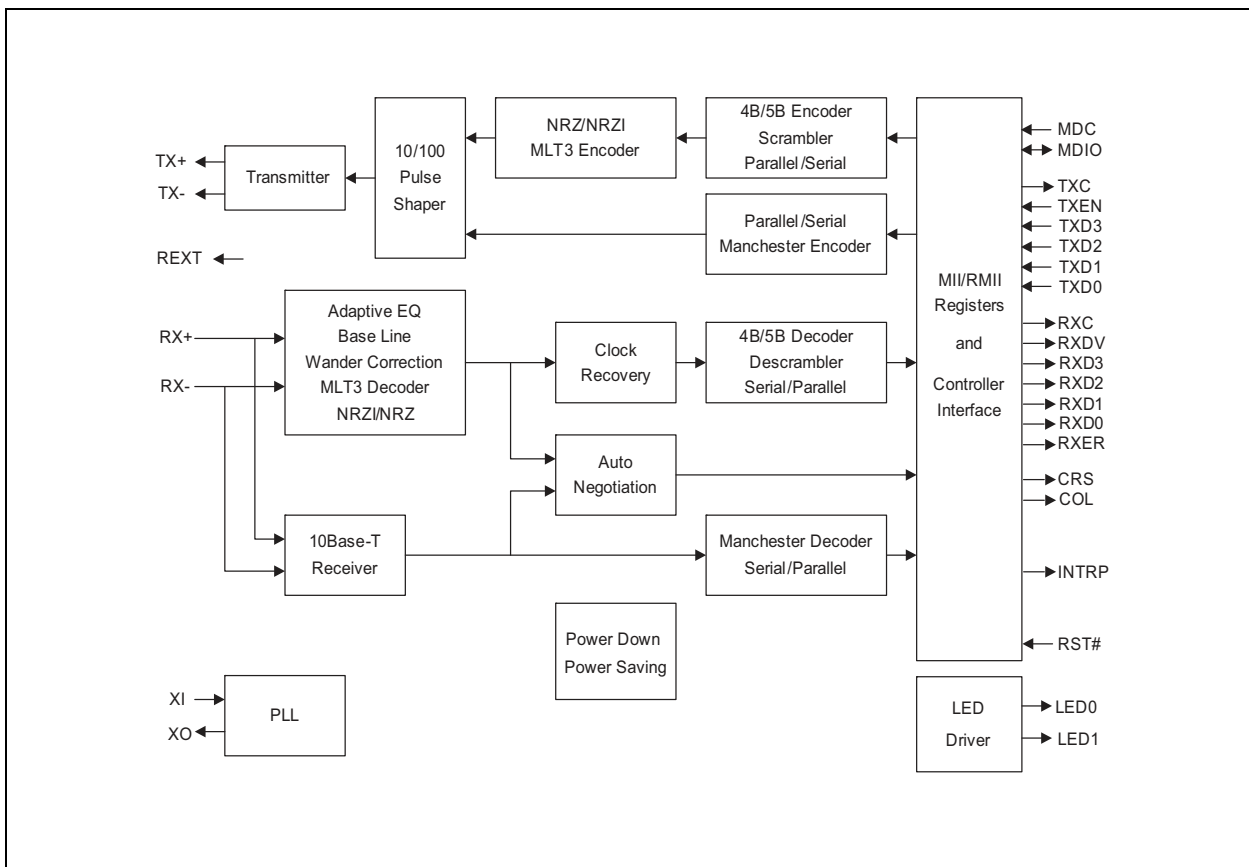 TX+
TX-
REXT
RX+
RX-
XI
XO
Transmitter
10/100
Pulse
Shaper
NRZ/NRZI
MLT3 Encoder
4B/5B Encoder
Scrambler
Parallel/Serial
Parallel/Serial
Manchester Encoder
Adaptive EQ
Base Line
Wander Correction
MLT3 Decoder
NRZI/NRZ
Clock
Recovery
4B/5B Decoder
Descrambler
Serial/Parallel
Auto
Negotiation
10Base-T
Receiver
Manchester Decoder
Serial/Parallel
Power Down
Power Saving
PLL
MII/RMII
Registers
and
Controller
Interface
LED
Driver
MDC
MDIO
TXC
TXEN
TXD3
TXD2
TXD1
TXD0
RXC
RXDV
RXD3
RXD2
RXD1
RXD0
RXER
CRS
COL
INTRP
RST#
LED0
LED1